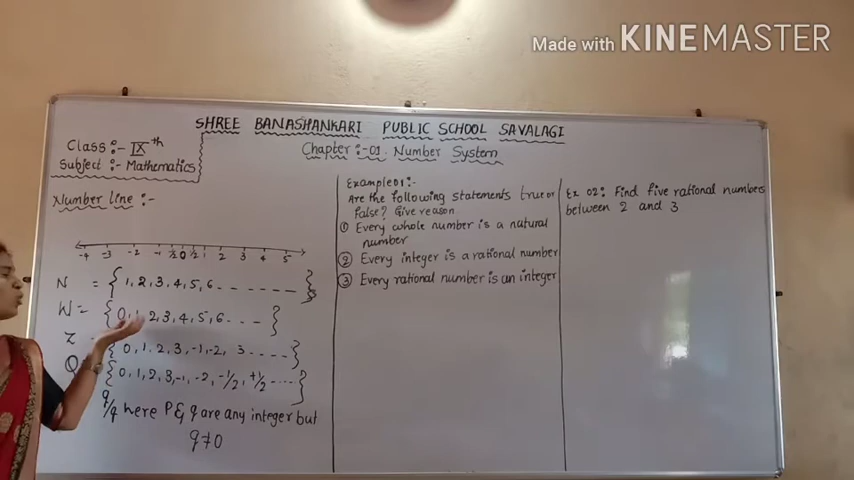 Made with KINEMASTER
SHREE BANASHANKARI PUBLIC SCHOOL SAVALAGI
Class :- IX th
Subject :- Mathematics
Chapter :- 01. Number System
Number line :-
-4 -3 -2 -1 -½ 0 ½ 1 2 3 4 5
N = { 1, 2, 3, 4, 5, 6 - - - - - - - - }
W = { 0, 1, 2, 3, 4, 5, 6 - - - - }
Z { 0, 1, 2, 3, -1, -2, 3 - - - - - }
Q { 0, 1, 2, 3, -1, -2, -1/2, +1/2 - - - - }
where P & q are any integer but
q ≠ 0
Example 01 :-
Are the following statements true or
false? Give reason
① Every whole number is a natural
number
② Every integer is a rational number
③ Every rational number is an integer
Ex 02 : Find five rational numbers
between 2 and 3